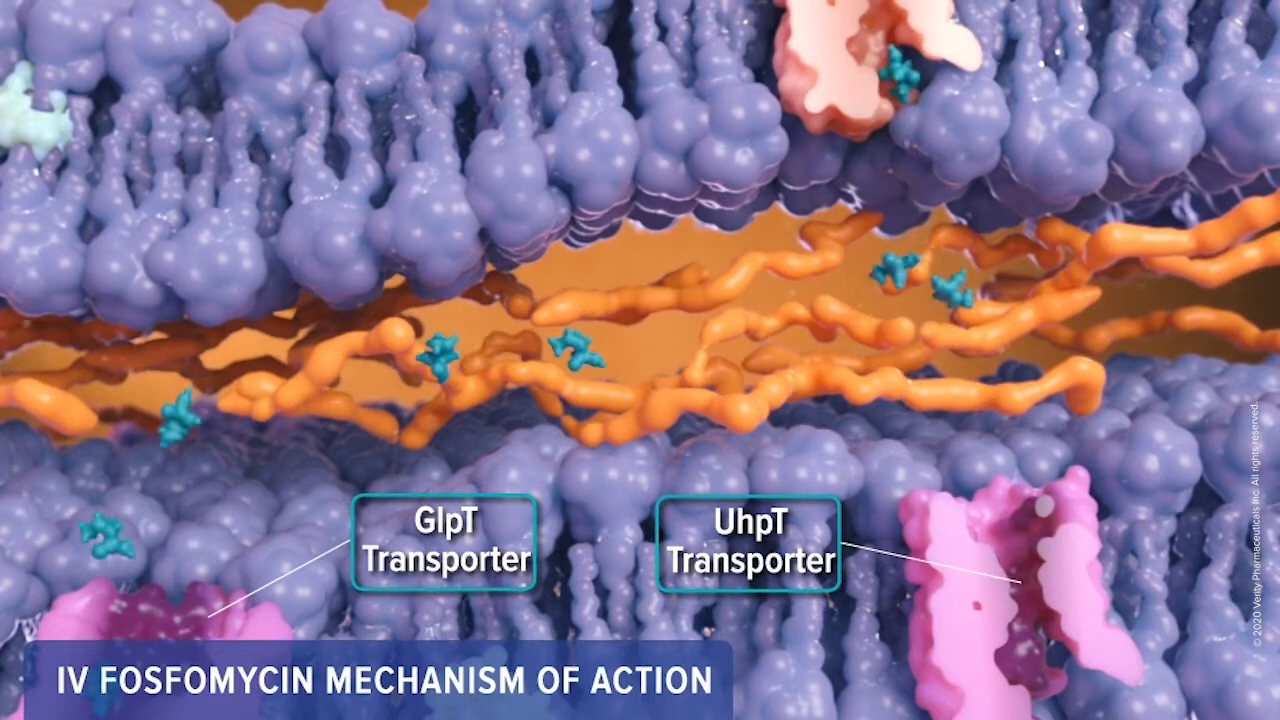 GlpT
Transporter
UhpT
Transporter
IV FOSFOMYCIN MECHANISM OF ACTION
© 2020 Verity Pharmaceuticals Inc. All rights reserved.